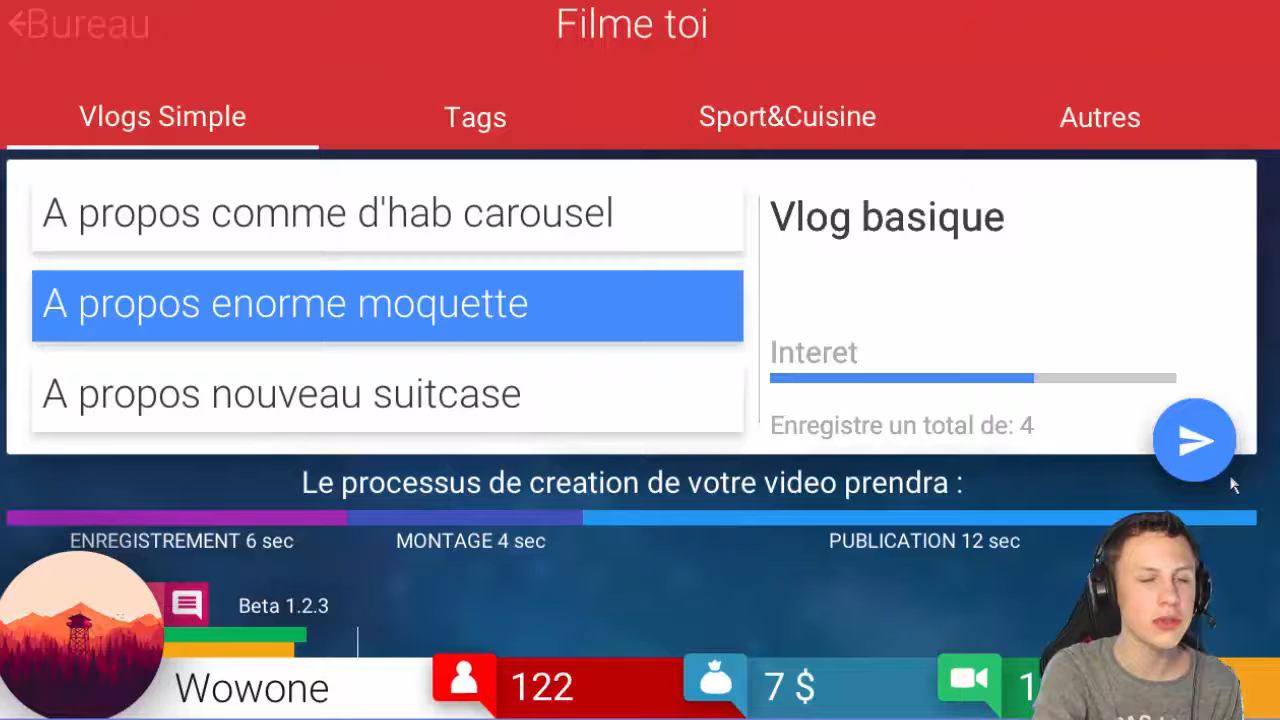 Bureau
Filme toi
Vlogs Simple
Tags
Sport&Cuisine
Autres
A propos comme d'hab carousel
A propos enorme moquette
A propos nouveau suitcase
Vlog basique
Interet
Enregistre un total de: 4
Le processus de creation de votre video prendra :
ENREGISTREMENT 6 sec
MONTAGE 4 sec
PUBLICATION 12 sec
Beta 1.2.3
Wowone
122
7 $